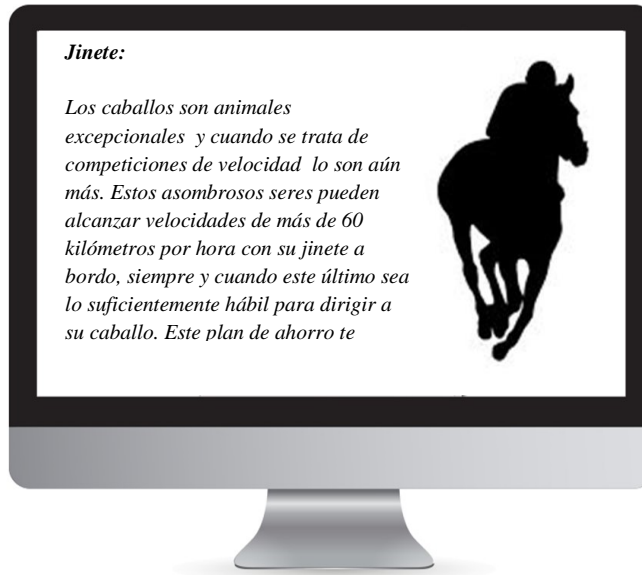 Jinete:
Los caballos son animales
excepcionales y cuando se trata de
competiciones de velocidad lo son aún
más. Estos asombrosos seres pueden
alcanzar velocidades de más de 60
kilómetros por hora con su jinete a
bordo, siempre y cuando este último sea
lo suficientemente hábil para dirigir a
su caballo. Este plan de ahorro te